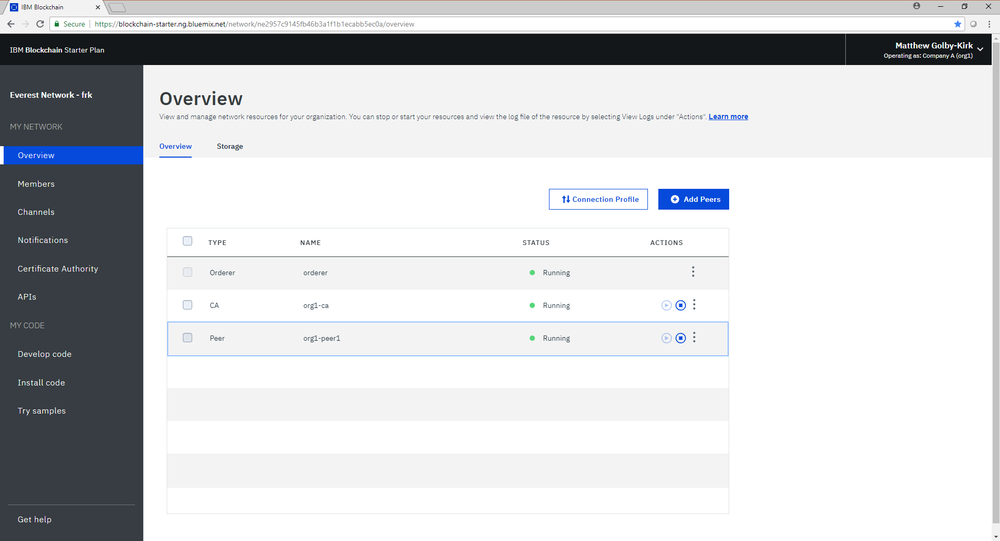 IBM Blockchain
Secure
https://blockchain-starter.ng.bluemix.net/network/ne2957c9145fb46b3a1f1b1ecabb5ec0a/overview
IBM Blockchain Starter Plan
Matthew Golby-Kirk
Operating as: Company A (org1)
Everest Network - frk
MY NETWORK
Overview
Members
Channels
Notifications
Certificate Authority
APIs
MY CODE
Develop code
Install code
Try samples
Get help
Overview
View and manage network resources for your organization. You can stop or start your resources and view the log file of the resource by selecting View Logs under "Actions". Learn more
Overview Storage
Connection Profile Add Peers
TYPE NAME STATUS ACTIONS
Orderer orderer Running
CA org1-ca Running
Peer org1-peer1 Running